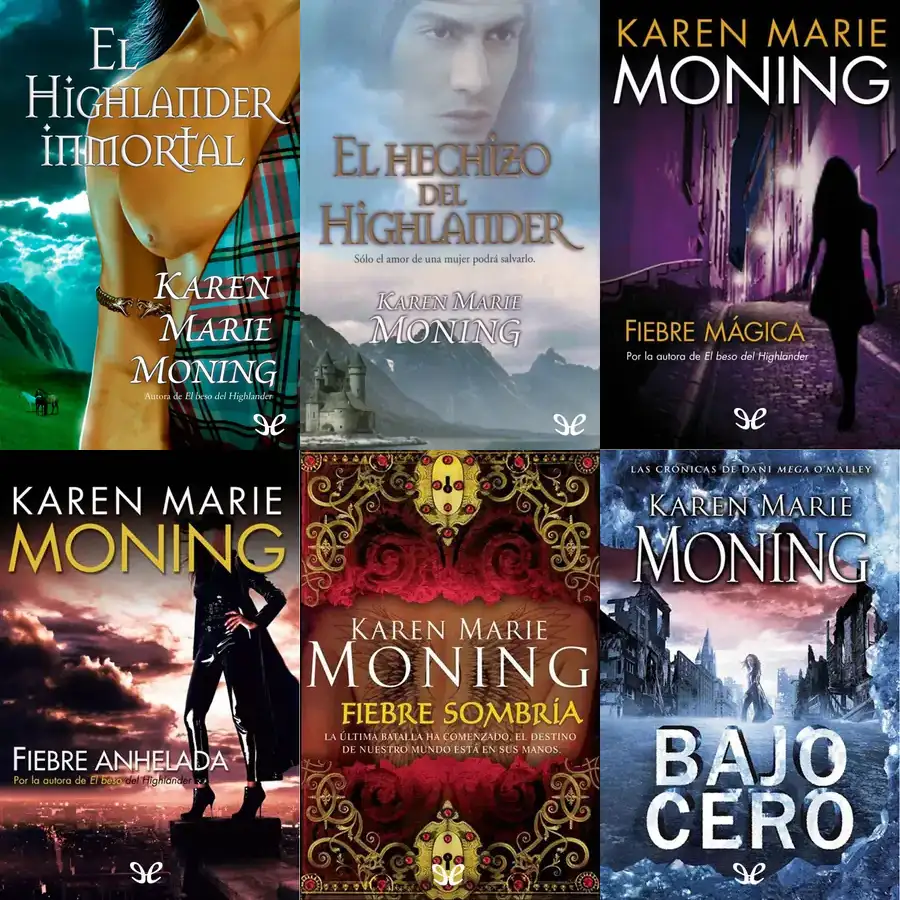 EL
HIGHLANDER
INMORTAL
KAREN
MARIE
MONING
Autora de El beso del Highlander
EL HECHIZO
DEL
HIGHLANDER
Sólo el amor de una mujer podrá salvarlo.
KAREN MARIE
MONING
KAREN MARIE
MONING
FIEBRE MÁGICA
Por la autora de El beso del Highlander
KAREN MARIE
MONING
FIEBRE ANHELADA
Por la autora de El beso del Highlander
KAREN MARIE
MONING
FIEBRE SOMBRÍA
LA ÚLTIMA BATALLA HA COMENZADO, EL DESTINO
DE NUESTRO MUNDO ESTÁ EN SUS MANOS.
LAS CRÓNICAS DE DANI MEGA O'MALLEY
KAREN MARIE
MONING
BAJO
CERO